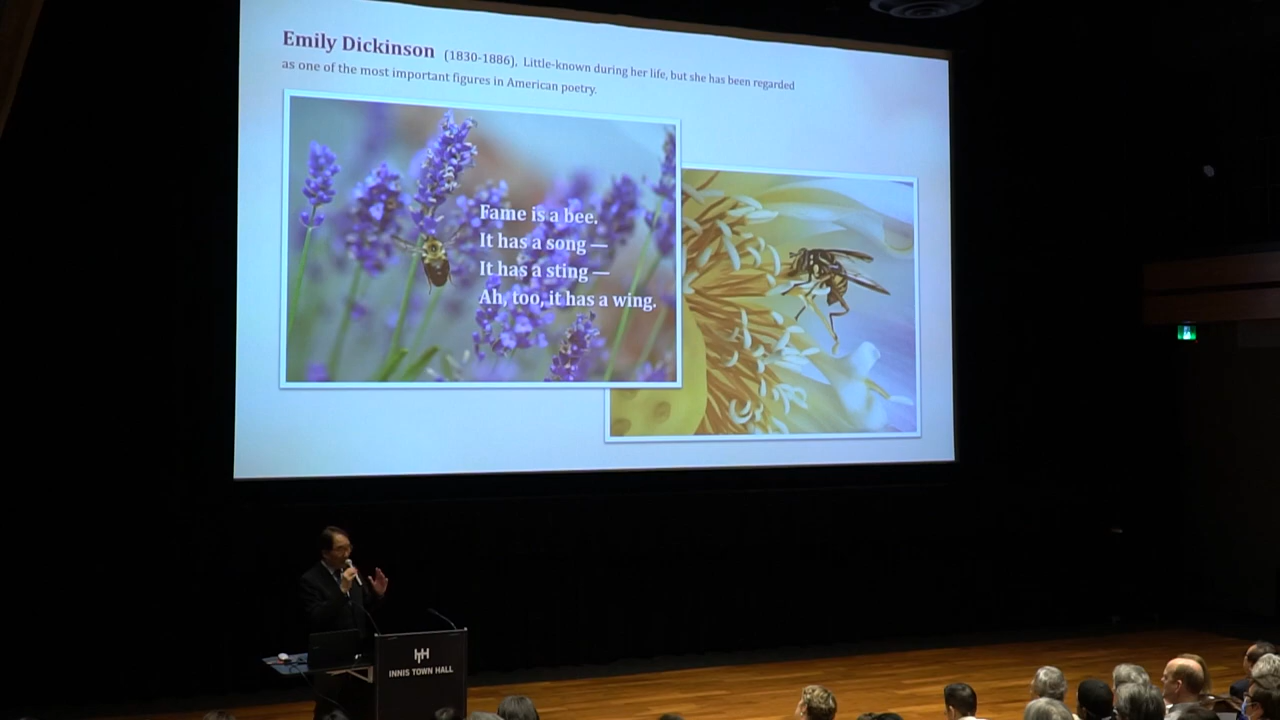 Emily Dickinson (1830-1886), Little-known during her life, but she has been regarded
as one of the most important figures in American poetry.
Fame is a bee.
It has a song —
It has a sting —
Ah, too, it has a wing.
ITH
INNIS TOWN HALL